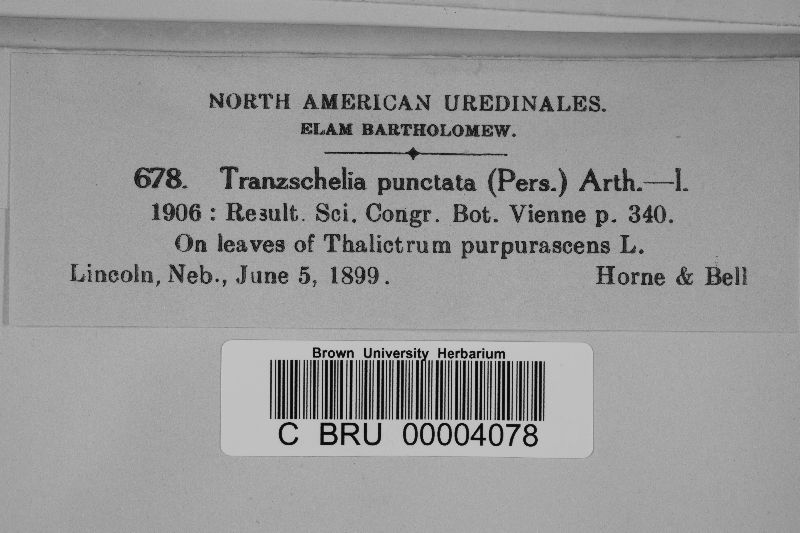 NORTH AMERICAN UREDINALES.
ELAM BARTHOLOMEW.
678. Tranzschelia punctata (Pers.) Arth.—I.
1906 : Result. Sci. Congr. Bot. Vienne p. 340.
On leaves of Thalictrum purpurascens L.
Lincoln, Neb., June 5, 1899. Horne & Bell
Brown University Herbarium
C BRU 00004078